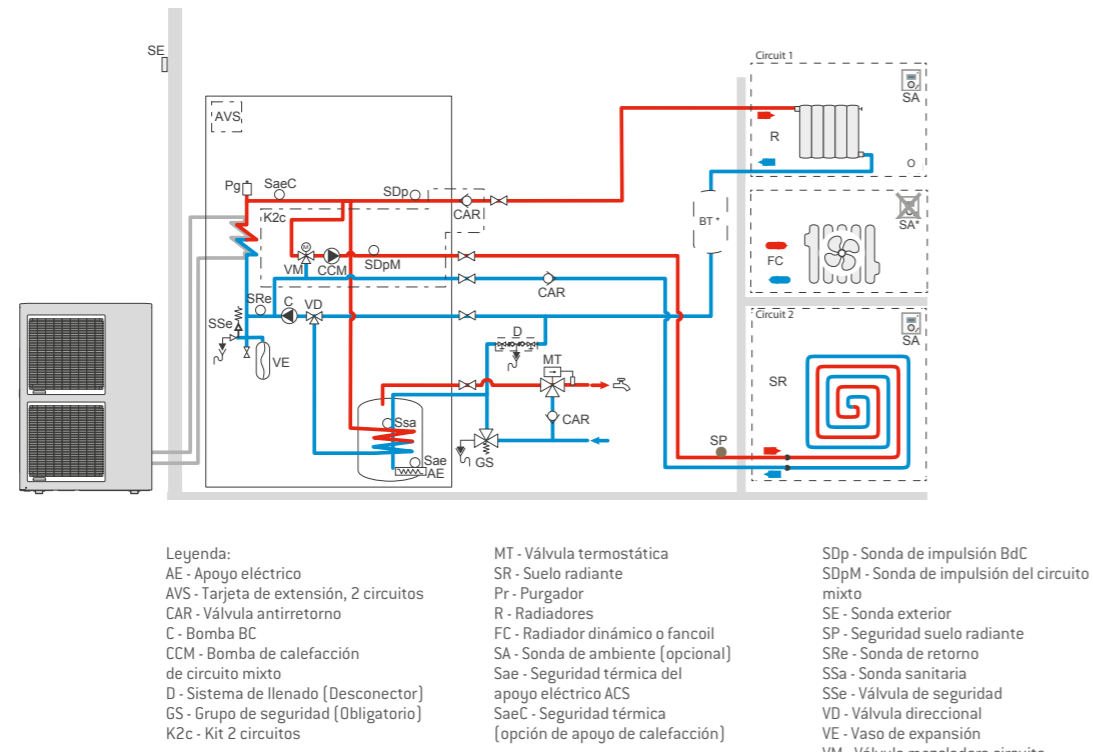 SE
Circuit 1
SA
AVS
R
Pg
SaeC
SDp
K2c
CAR
BT *
SA*
VM
CCM
SDpM
FC
CAR
SRe
C
VD
Circuit 2
SSe
D
SA
VE
MT
SR
Ssa
CAR
SP
Sae
GS
AE
Leyenda:
AE - Apoyo eléctrico
AVS - Tarjeta de extensión, 2 circuitos
CAR - Válvula antirretorno
C - Bomba BC
CCM - Bomba de calefacción
de circuito mixto
D - Sistema de llenado (Desconector)
GS - Grupo de seguridad (Obligatorio)
K2c - Kit 2 circuitos
MT - Válvula termostática
SR - Suelo radiante
Pr - Purgador
R - Radiadores
FC - Radiador dinámico o fancoil
SA - Sonda de ambiente (opcional)
Sae - Seguridad térmica del
apoyo eléctrico ACS
SaeC - Seguridad térmica
(opción de apoyo de calefacción)
SDp - Sonda de impulsión BdC
SDpM - Sonda de impulsión del circuito
mixto
SE - Sonda exterior
SP - Seguridad suelo radiante
SRe - Sonda de retorno
SSa - Sonda sanitaria
SSe - Válvula de seguridad
VD - Válvula direccional
VE - Vaso de expansión
VM - Válvula mezcladora circuito